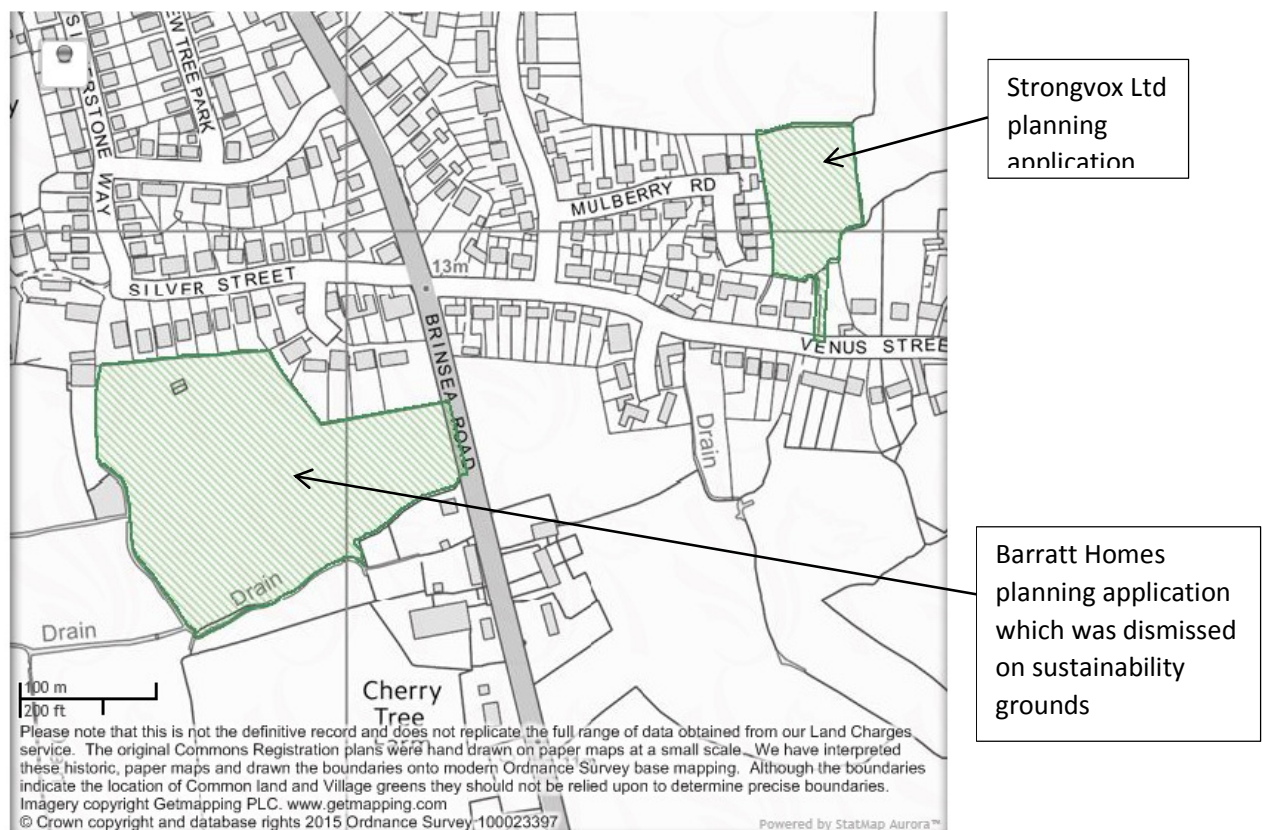 EW TREE PARK
ERSTONE WAY
Strongvox Ltd
planning
application
MULBERRY RD
13m
SILVER STREET
BRINSEA ROAD
VENUS STREE
Drain
Barratt Homes
planning application
which was dismissed
on sustainability
grounds
Drain
Drain
100 m
200 ft
Cherry
Tree
Please note that this is not the definitive record and does not replicate the full range of data obtained from our Land Charges
service. The original Commons Registration plans were hand drawn on paper maps at a small scale. We have interpreted
these historic, paper maps and drawn the boundaries onto modern Ordnance Survey base mapping. Although the boundaries
indicate the location of Common land and Village greens they should not be relied upon to determine precise boundaries.
Imagery copyright Getmapping PLC. www.getmapping.com
© Crown copyright and database rights 2015 Ordnance Survey 100023397
Powered by StatMap Aurora™